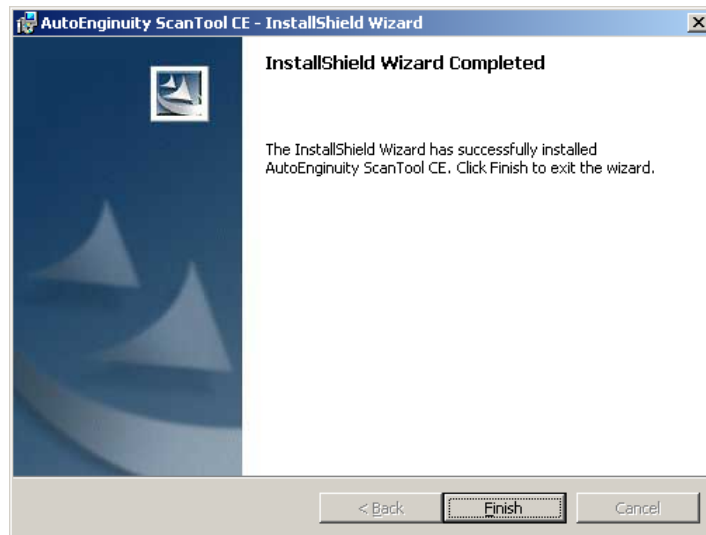 AutoEnginuity ScanTool CE - InstallShield Wizard
InstallShield Wizard Completed
The InstallShield Wizard has successfully installed
AutoEnginuity ScanTool CE. Click Finish to exit the wizard.
< Back Finish Cancel